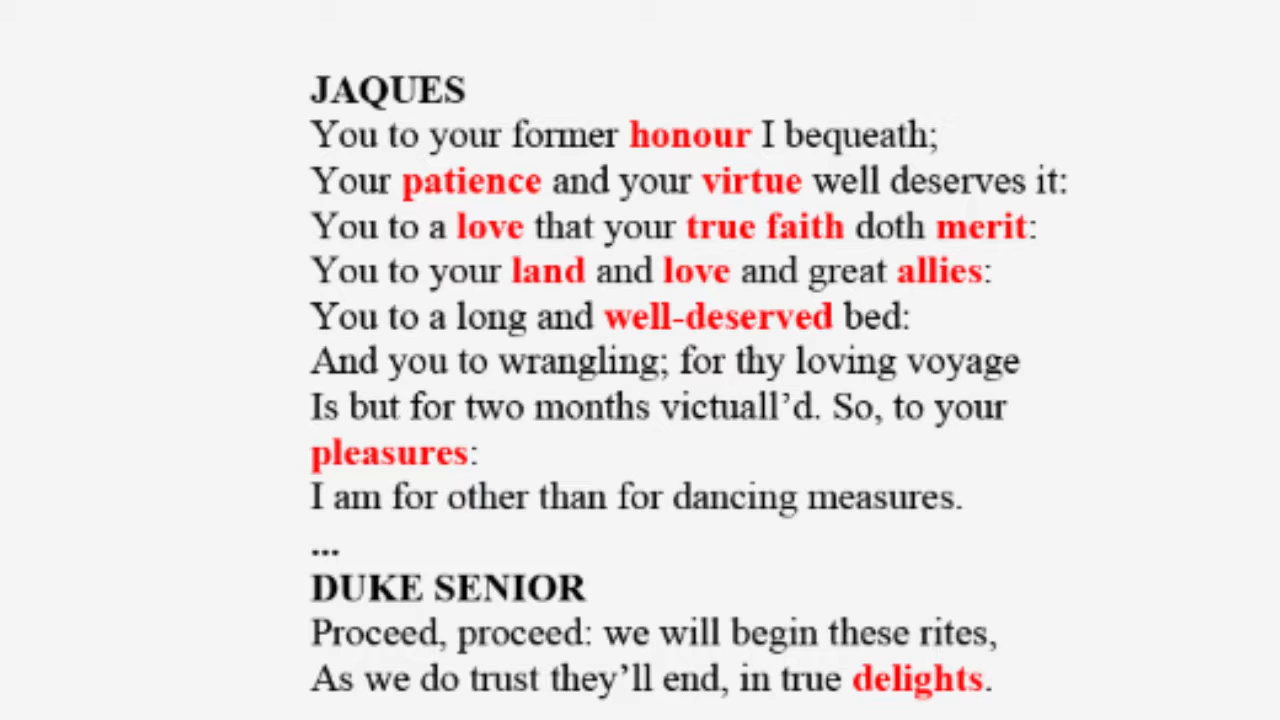 JAQUES
You to your former honour I bequeath;
Your patience and your virtue well deserves it:
You to a love that your true faith doth merit:
You to your land and love and great allies:
You to a long and well-deserved bed:
And you to wrangling; for thy loving voyage
Is but for two months victuall’d. So, to your
pleasures:
I am for other than for dancing measures.
...
DUKE SENIOR
Proceed, proceed: we will begin these rites,
As we do trust they’ll end, in true delights.